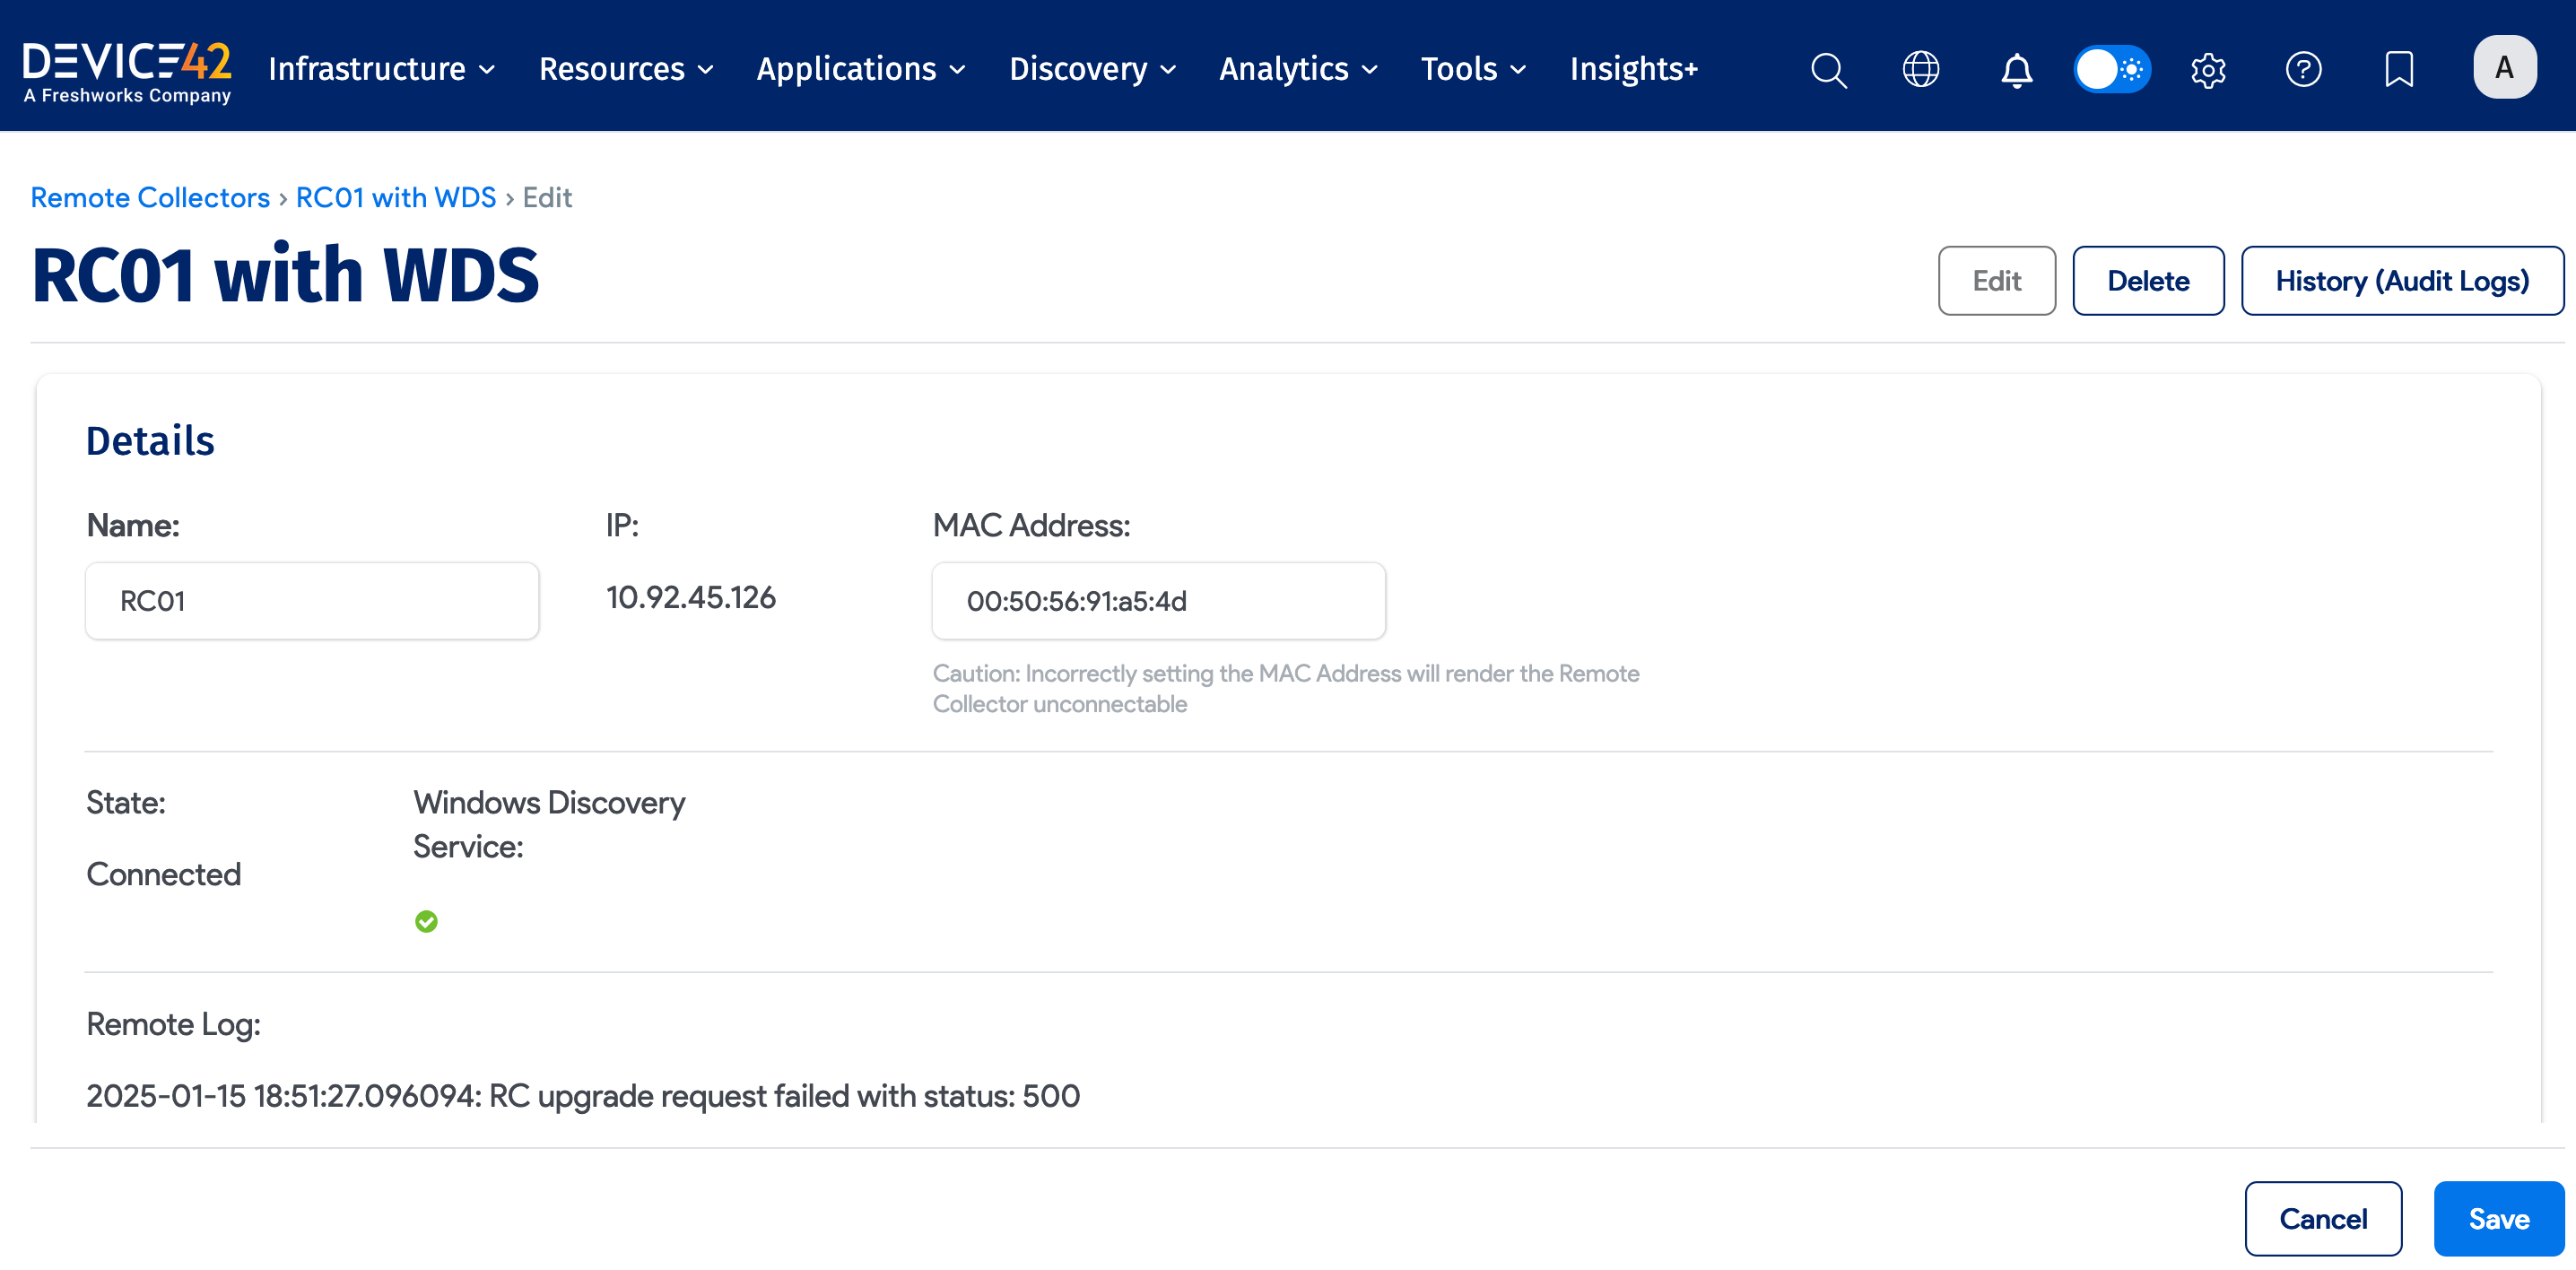 DEVICE42
A Freshworks Company
Infrastructure Resources Applications Discovery Analytics Tools Insights+
A
Remote Collectors › RC01 with WDS › Edit
RC01 with WDS
Edit Delete History (Audit Logs)
Details
Name: IP: MAC Address:
RC01 10.92.45.126 00:50:56:91:a5:4d
Caution: Incorrectly setting the MAC Address will render the Remote
Collector unconnectable
State: Windows Discovery
Service:
Connected
Remote Log:
2025-01-15 18:51:27.096094: RC upgrade request failed with status: 500
Cancel Save